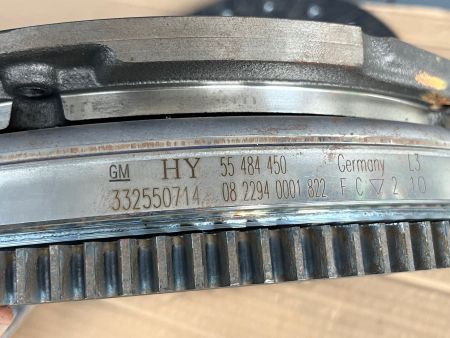 GM HY 55 484 450 Germany L3
332550714 08 2294 0001 822 F C ▽ 2 10